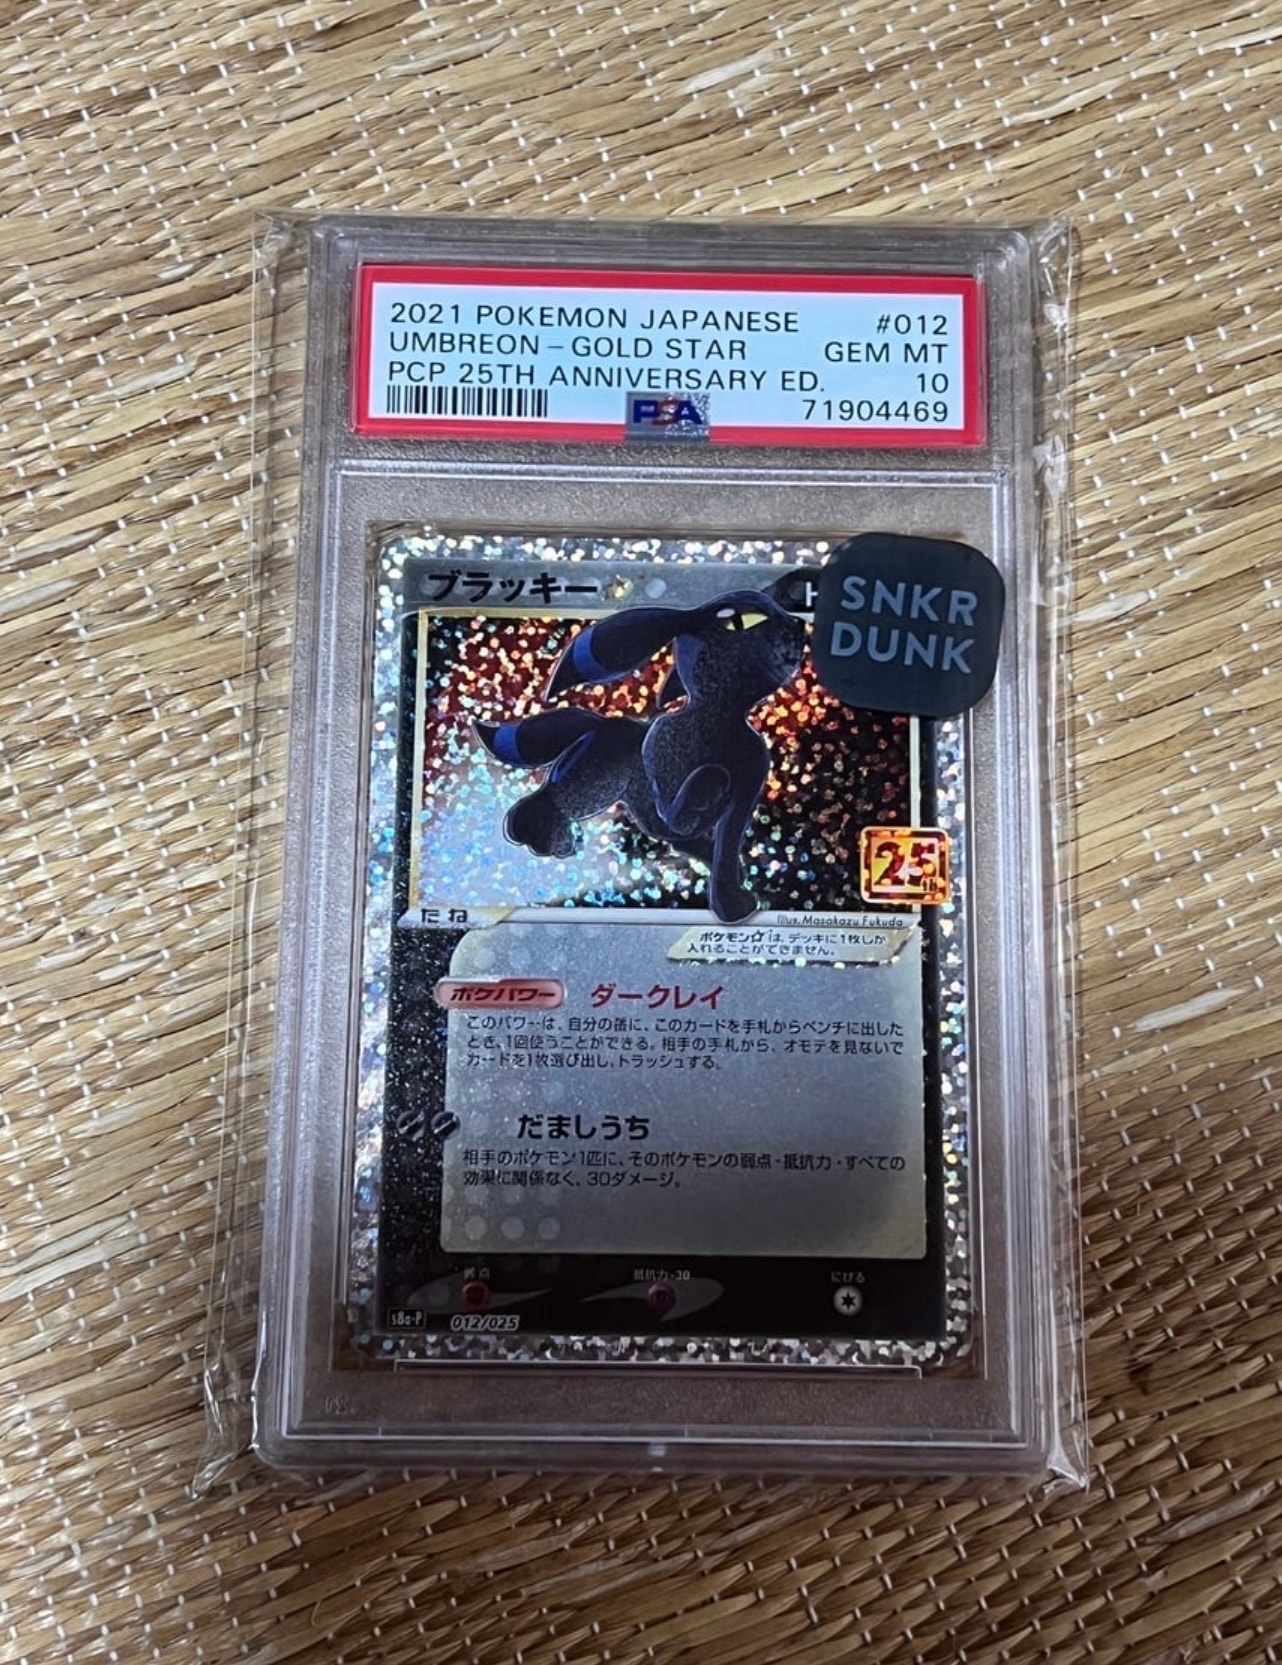 2021 POKEMON JAPANESE #012
UMBREON - GOLD STAR GEM MT
PCP 25TH ANNIVERSARY ED. 10
PSA 71904469
ブラッキー☆ H
SNKR
DUNK
25th
たね
Illus. Masakazu Fukuda
ポケモン☆は、デッキに1枚しか
入れることができません。
ポケパワー ダークレイ
このパワーは、自分の番に、このカードを手札からベンチに出した
とき、1回使うことができる。相手の手札から、オモテを見ないで
カードを1枚選び出し、トラッシュする。
だましうち
相手のポケモン1匹に、そのポケモンの弱点・抵抗力・すべての
効果に関係なく、30ダメージ。
弱点 抵抗力-30 にげる
s8a-P 012/025